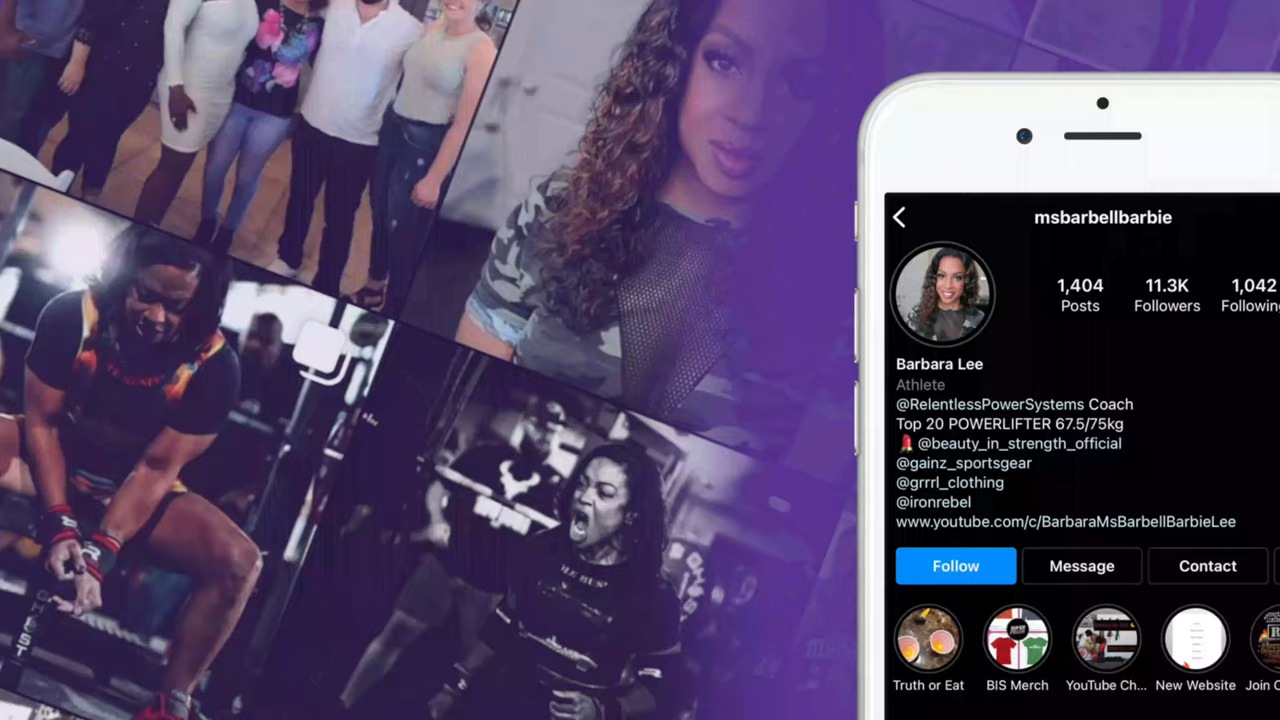 msbarbellbarbie
1,404 11.3K 1,042
Posts Followers Following
Barbara Lee
Athlete
@RelentlessPowerSystems Coach
Top 20 POWERLIFTER 67.5/75kg
@beauty_in_strength_official
@gainz_sportsgear
@grrrl_clothing
@ironrebel
www.youtube.com/c/BarbaraMsBarbellBarbieLee
Follow Message Contact
Truth or Eat BIS Merch YouTube Ch... New Website Join